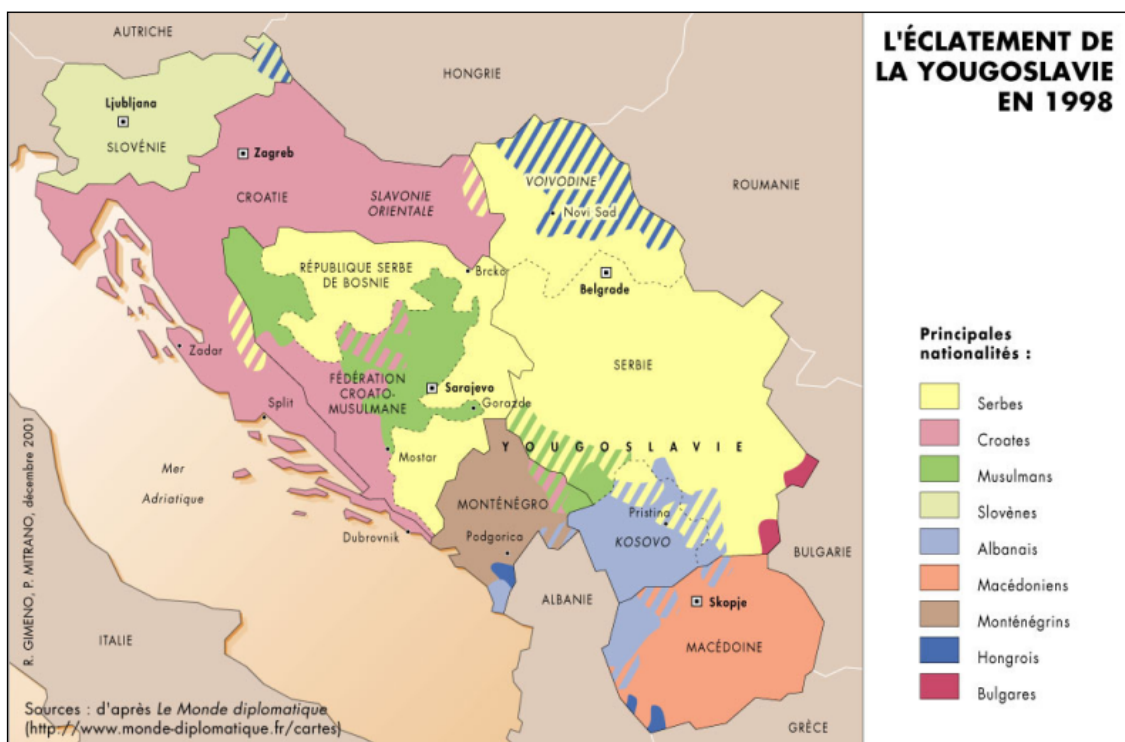 L'ÉCLATEMENT DE
LA YOUGOSLAVIE
EN 1998
AUTRICHE
HONGRIE
Ljubljana
SLOVÉNIE
Zagreb
CROATIE
SLAVONIE
ORIENTALE
VOIVODINE
Novi Sad
ROUMANIE
RÉPUBLIQUE SERBE
DE BOSNIE
Brcko
Belgrade
Zadar
SERBIE
FÉDÉRATION
CROATO-
MUSULMANE
Sarajevo
Gorazde
Split
YOUGOSLAVIE
Mostar
Mer
Adriatique
MONTÉNÉGRO
Pristina
KOSOVO
Dubrovnik
Podgorica
BULGARIE
ALBANIE
Skopje
MACÉDOINE
ITALIE
GRÈCE
Principales
nationalités :
Serbes
Croates
Musulmans
Slovènes
Albanais
Macédoniens
Monténégrins
Hongrois
Bulgares
R. GIMENO, P. MITRANO, décembre 2001
Sources : d'après Le Monde diplomatique
(http://www.monde-diplomatique.fr/cartes)